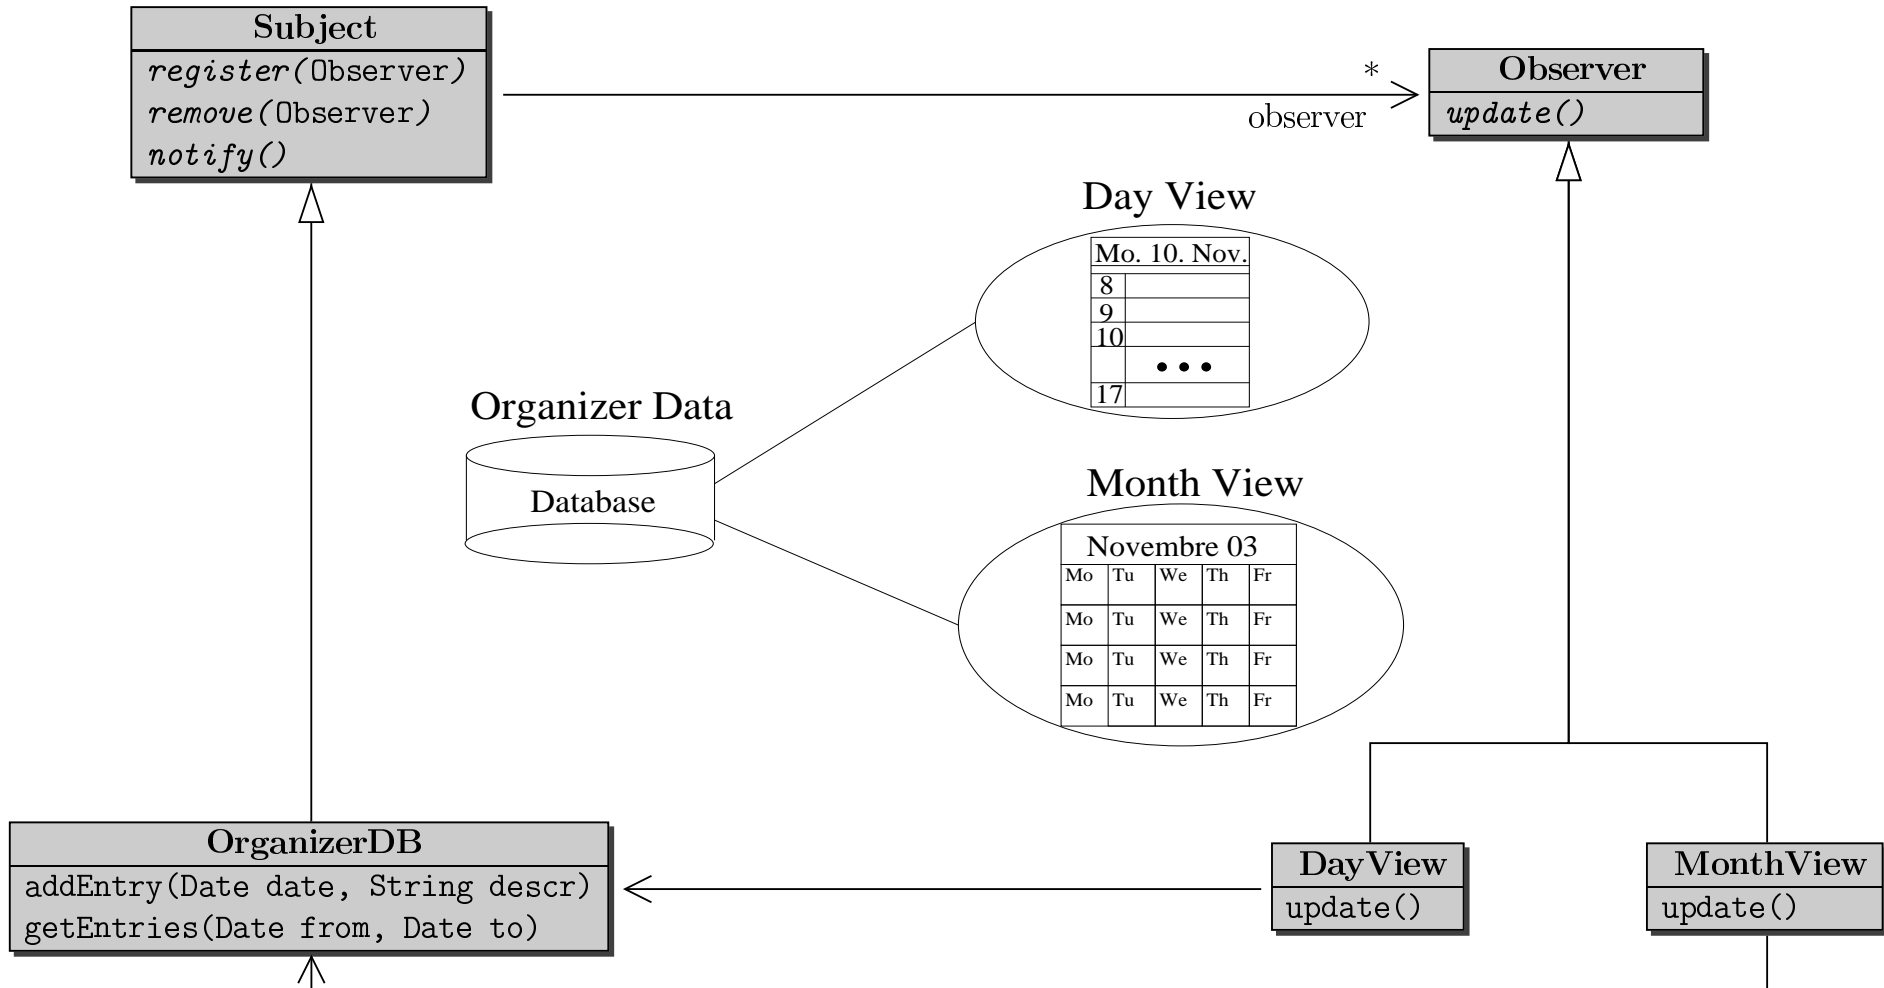 Subject
register(Observer)
remove(Observer)
notify()
*
observer
Observer
update()
Day View
Mo. 10. Nov.
8
9
10
•••
17
Organizer Data
Database
Month View
Novembre 03
Mo Tu We Th Fr
Mo Tu We Th Fr
Mo Tu We Th Fr
Mo Tu We Th Fr
OrganizerDB
addEntry(Date date, String descr)
getEntries(Date from, Date to)
DayView
update()
MonthView
update()